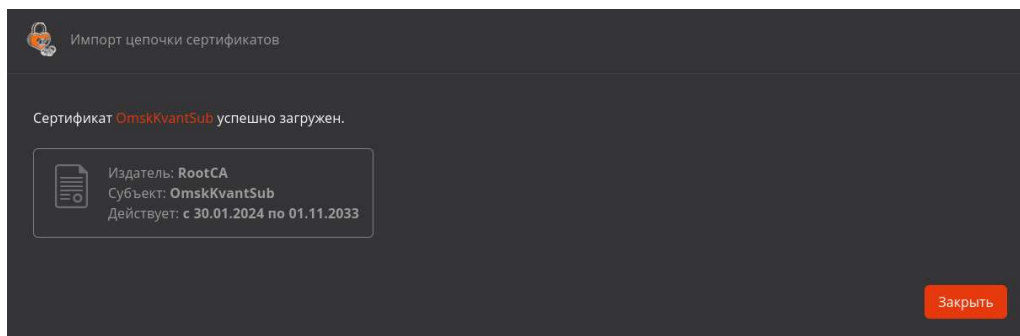 Импорт цепочки сертификатов
Сертификат OmskKvantSub успешно загружен.
Издатель: RootCA
Субъект: OmskKvantSub
Действует: с 30.01.2024 по 01.11.2033
Закрыть